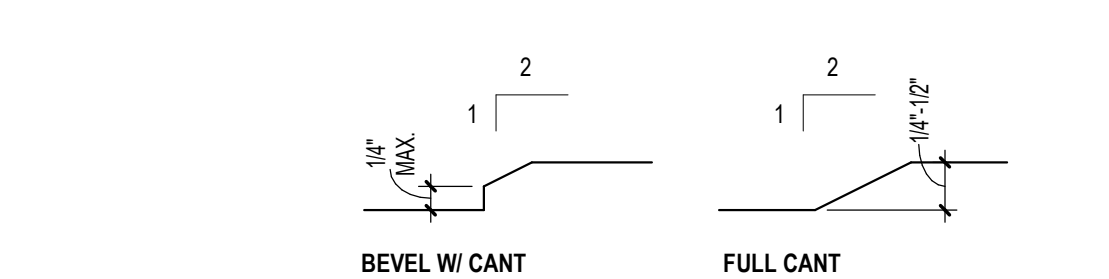 2
1
1/4"
MAX.
BEVEL W/ CANT
2
1
1/4"-1/2"
FULL CANT